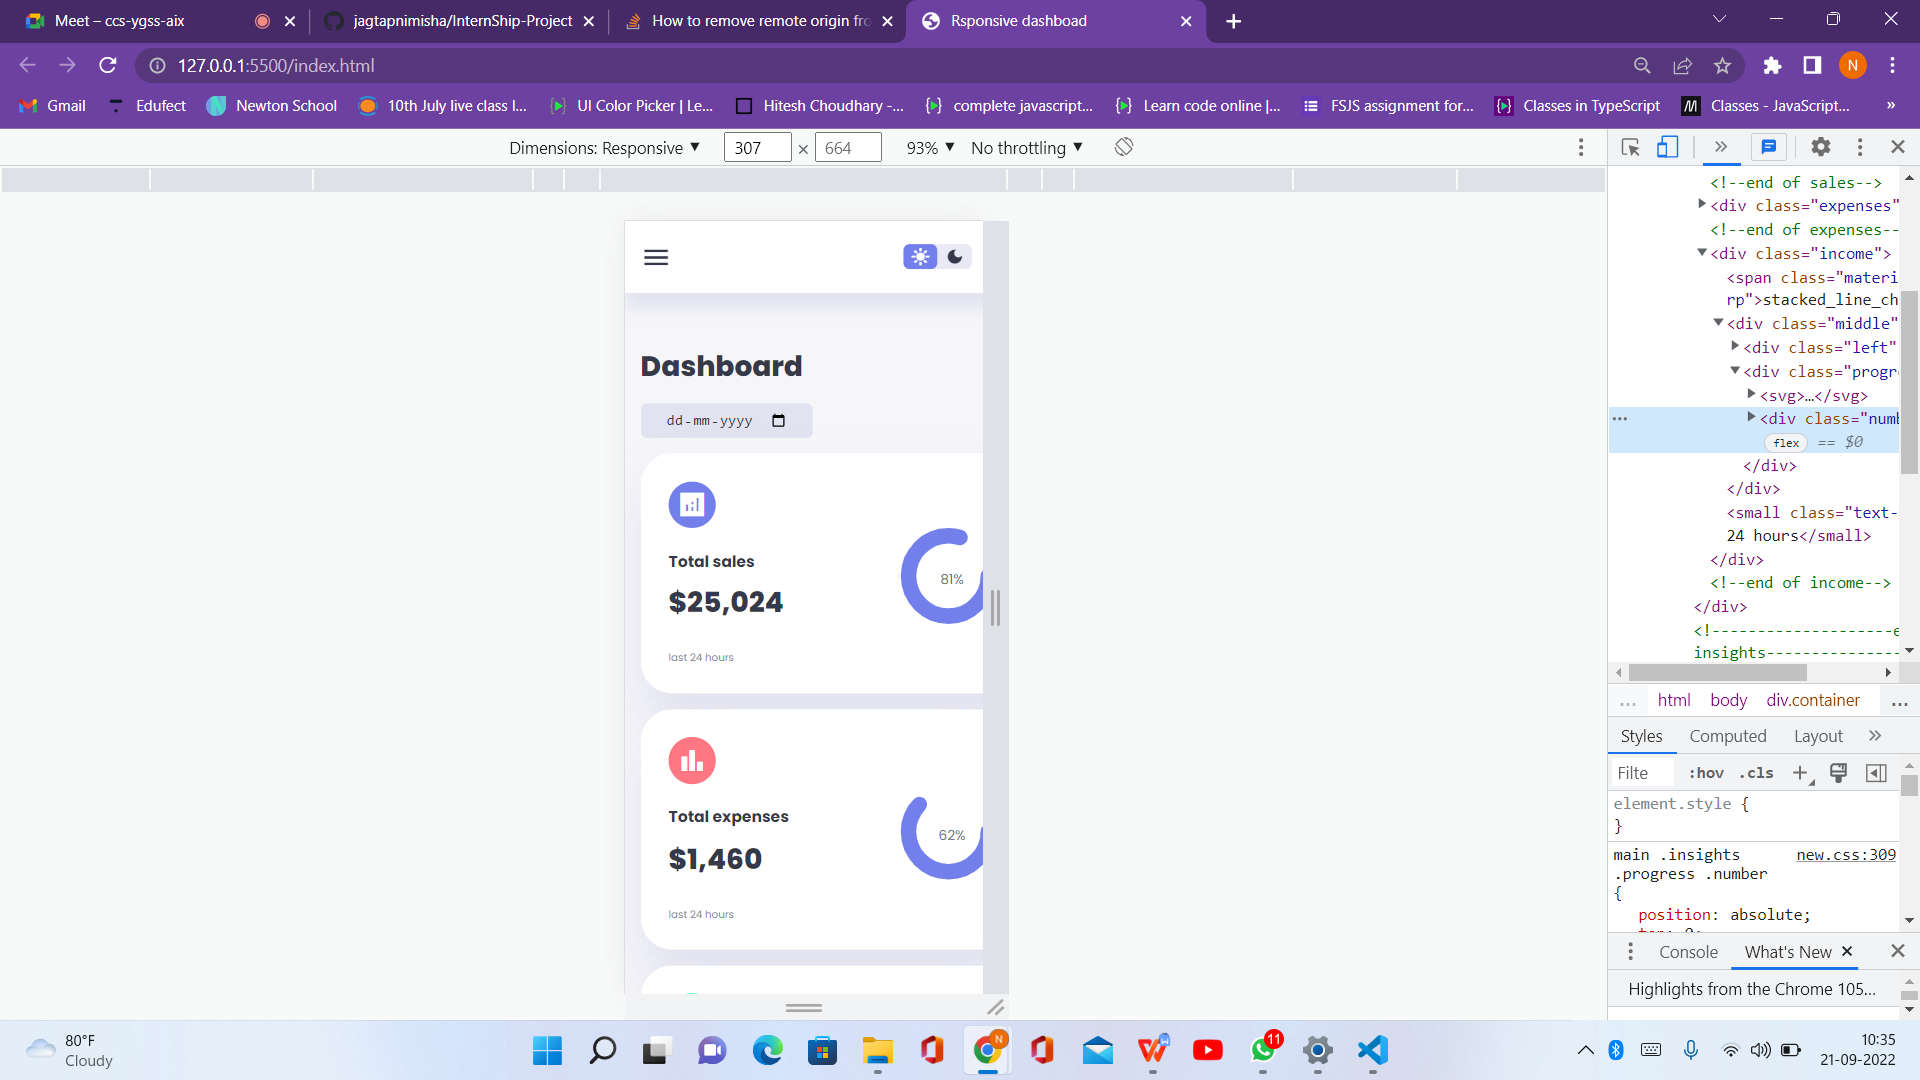 Meet – ccs-ygss-aix
jagtapnimisha/InternShip-Project
How to remove remote origin fro
Rsponsive dashboad
127.0.0.1:5500/index.html
N
Gmail
Edufect
Newton School
10th July live class l...
UI Color Picker | Le...
Hitesh Choudhary -...
complete javascript...
Learn code online |...
FSJS assignment for...
Classes in TypeScript
Classes - JavaScript...
»
Dimensions: Responsive ▼
307 × 664
93% ▼
No throttling ▼
Dashboard
dd-mm-yyyy
Total sales
$25,024
81%
last 24 hours
Total expenses
$1,460
62%
last 24 hours
<!--end of sales-->
<div class="expenses"
<!--end of expenses--
<div class="income">
<span class="materi
rp">stacked_line_ch
<div class="middle"
<div class="left"
<div class="progr
<svg>…</svg>
<div class="numb
flex == $0
</div>
</div>
<small class="text-
24 hours</small>
</div>
<!--end of income-->
</div>
<!--------------------e
insights---------------
... html body div.container ...
Styles Computed Layout »
Filte :hov .cls
element.style {
}
main .insights new.css:309
.progress .number
{
position: absolute;
top: 0;
Console What's New
Highlights from the Chrome 105...
80°F
Cloudy
N
11
10:35
21-09-2022